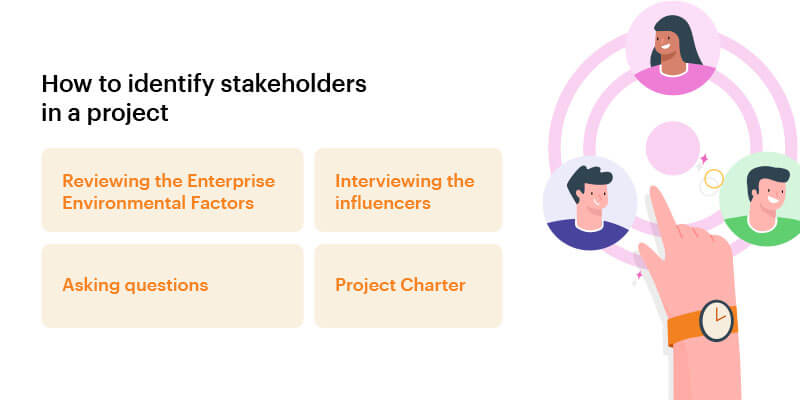 How to identify stakeholders
in a project
Reviewing the Enterprise
Environmental Factors
Interviewing the
influencers
Asking questions
Project Charter